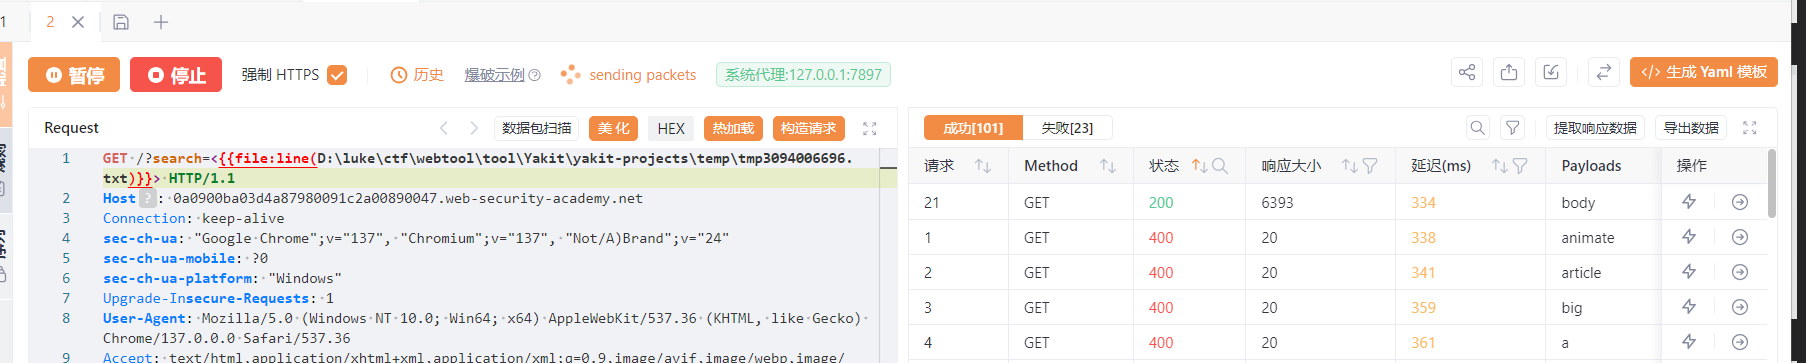 1
2
暂停 停止 强制 HTTPS 历史 爆破示例 sending packets 系统代理:127.0.0.1:7897 生成 Yaml 模板
Request 数据包扫描 美化 HEX 热加载 构造请求
1 GET /?search=<{{file:line(D:\luke\ctf\webtool\tool\Yakit\yakit-projects\temp\tmp3094006696.
txt)}}> HTTP/1.1
2 Host ? : 0a0900ba03d4a87980091c2a00890047.web-security-academy.net
3 Connection: keep-alive
4 sec-ch-ua: "Google Chrome";v="137", "Chromium";v="137", "Not/A)Brand";v="24"
5 sec-ch-ua-mobile: ?0
6 sec-ch-ua-platform: "Windows"
7 Upgrade-Insecure-Requests: 1
8 User-Agent: Mozilla/5.0 (Windows NT 10.0; Win64; x64) AppleWebKit/537.36 (KHTML, like Gecko)
Chrome/137.0.0.0 Safari/537.36
9 Accept: text/html,application/xhtml+xml,application/xml;q=0.9,image/avif,image/webp,image/
成功[101] 失败[23] 提取响应数据 导出数据
请求 Method 状态 响应大小 延迟(ms) Payloads 操作
21 GET 200 6393 334 body
1 GET 400 20 338 animate
2 GET 400 20 341 article
3 GET 400 20 359 big
4 GET 400 20 361 a